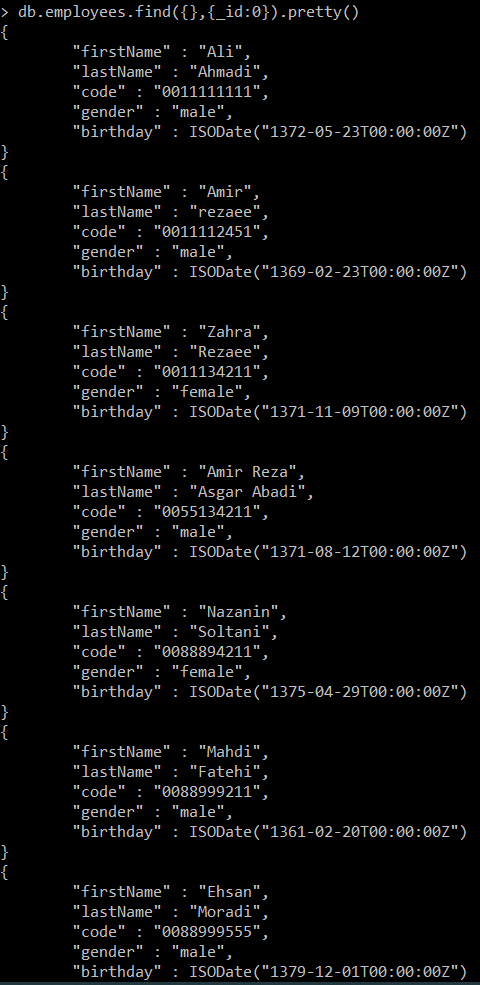 > db.employees.find({},{_id:0}).pretty()
{
        "firstName" : "Ali",
        "lastName" : "Ahmadi",
        "code" : "0011111111",
        "gender" : "male",
        "birthday" : ISODate("1372-05-23T00:00:00Z")
}
{
        "firstName" : "Amir",
        "lastName" : "rezaee",
        "code" : "0011112451",
        "gender" : "male",
        "birthday" : ISODate("1369-02-23T00:00:00Z")
}
{
        "firstName" : "Zahra",
        "lastName" : "Rezaee",
        "code" : "0011134211",
        "gender" : "female",
        "birthday" : ISODate("1371-11-09T00:00:00Z")
}
{
        "firstName" : "Amir Reza",
        "lastName" : "Asgar Abadi",
        "code" : "0055134211",
        "gender" : "male",
        "birthday" : ISODate("1371-08-12T00:00:00Z")
}
{
        "firstName" : "Nazanin",
        "lastName" : "Soltani",
        "code" : "0088894211",
        "gender" : "female",
        "birthday" : ISODate("1375-04-29T00:00:00Z")
}
{
        "firstName" : "Mahdi",
        "lastName" : "Fatehi",
        "code" : "0088999211",
        "gender" : "male",
        "birthday" : ISODate("1361-02-20T00:00:00Z")
}
{
        "firstName" : "Ehsan",
        "lastName" : "Moradi",
        "code" : "0088999555",
        "gender" : "male",
        "birthday" : ISODate("1379-12-01T00:00:00Z")